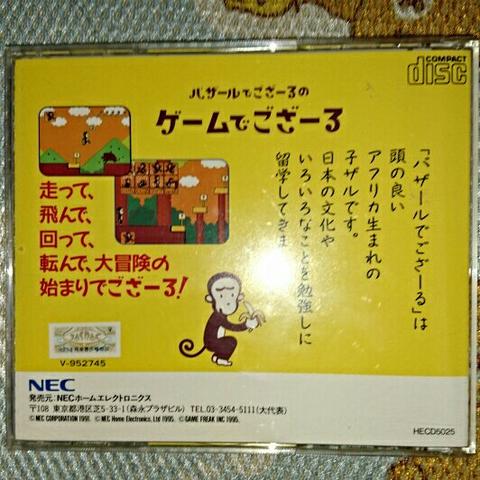 COMPACT
disc
バザールでござーるの
ゲームでござーる
「バザールでござーる」は
頭の良い
アフリカ生まれの
子ザルです。
日本の文化や
いろいろなことを勉強しに
留学してきま
走って、
飛んで、
回って、
転んで、大冒険の
始まりでござーる!
V-952745
NEC
発売元:NECホームエレクトロニクス
〒108 東京都港区芝5-33-1(森永プラザビル) TEL.03-3454-5111(大代表)
© NEC CORPORATION 1991. © NEC Home Electronics, Ltd 1995. © GAME FREAK INC 1995.
HECD5025